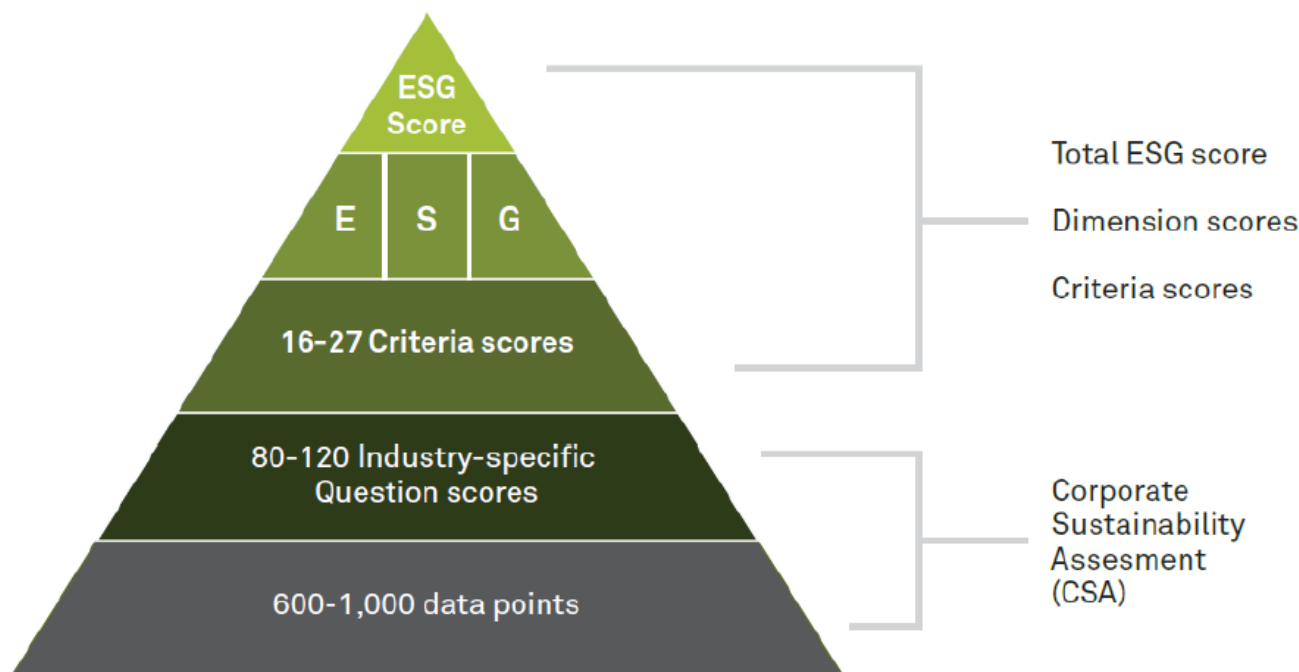 ESG
Score
E S G
16-27 Criteria scores
80-120 Industry-specific
Question scores
600-1,000 data points
Total ESG score
Dimension scores
Criteria scores
Corporate
Sustainability
Assesment
(CSA)